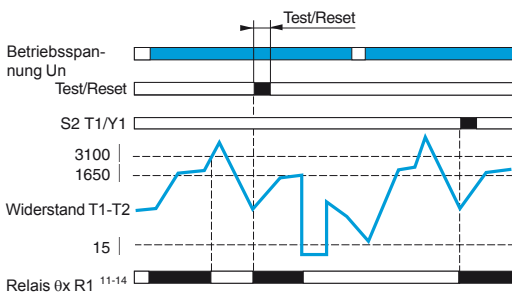 Test/Reset
Betriebsspan-
nung Un
Test/Reset
S2 T1/Y1
3100
1650
Widerstand T1-T2
15
Relais θx R1 11-14